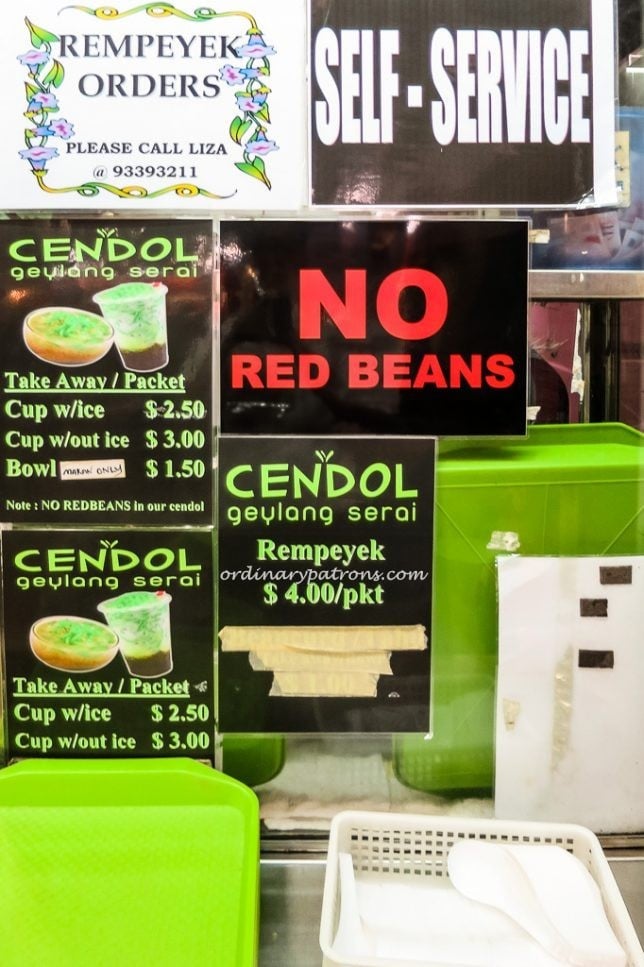 REMPEYEK
ORDERS
PLEASE CALL LIZA
@ 93393211
SELF-SERVICE
CENDOL
geylang serai
Take Away / Packet
Cup w/ice $ 2.50
Cup w/out ice $ 3.00
Bowl MAKAN ONLY $ 1.50
Note : NO REDBEANS in our cendol
NO
RED BEANS
CENDOL
geylang serai
Rempeyek
ordinarypatrons.com
$ 4.00/pkt
CENDOL
geylang serai
Take Away / Packet
Cup w/ice $ 2.50
Cup w/out ice $ 3.00